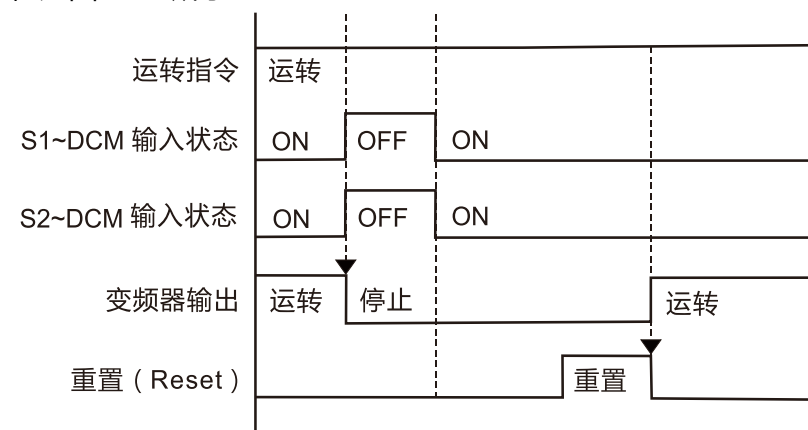 运转指令 运转
S1~DCM 输入状态 ON OFF ON
S2~DCM 输入状态 ON OFF ON
变频器输出 运转 停止 运转
重置（Reset） 重置